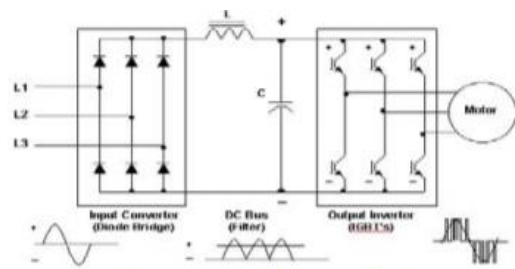 L
+
L1
L2
L3
C
+ + +
Motor
− − −
−
Input Converter
(Diode Bridge)
DC Bus
(Filter)
Output Inverter
(IGBT's)
+
−
+
−